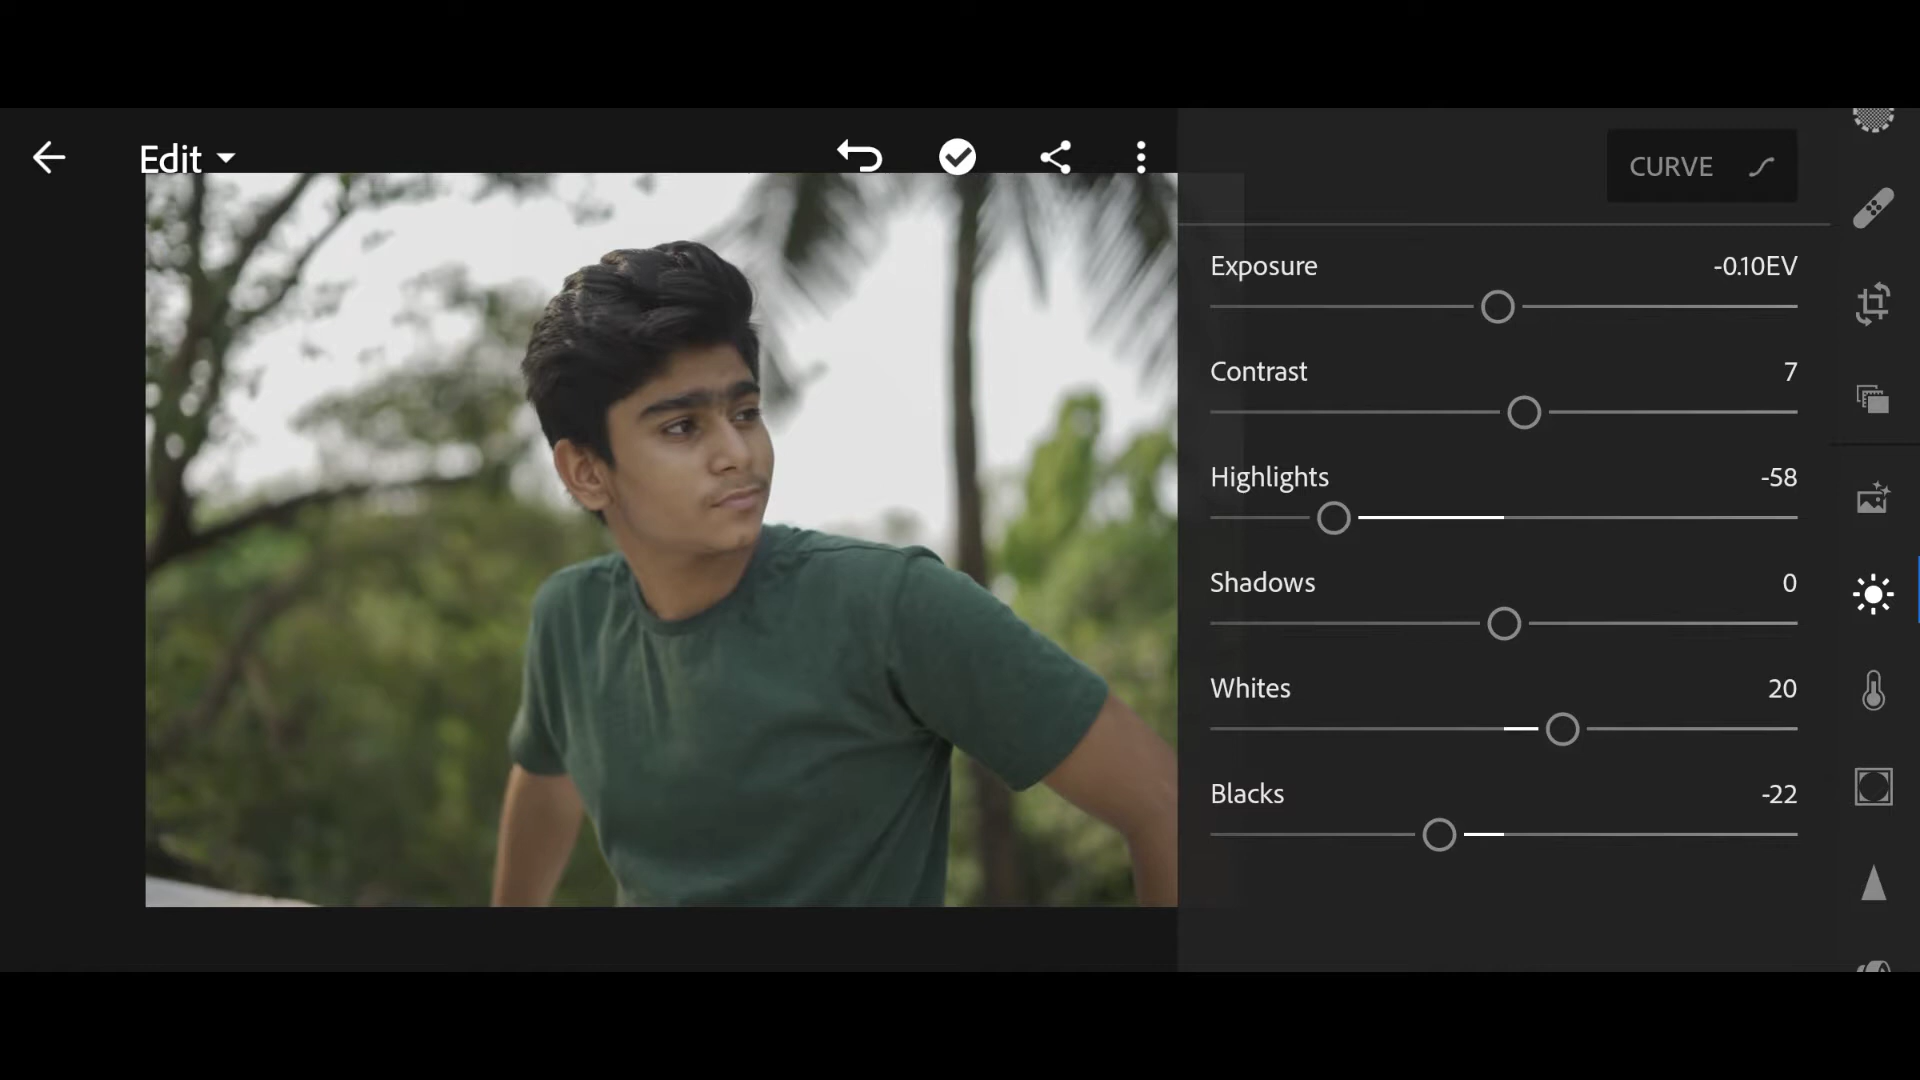 Edit
CURVE
Exposure -0.10EV
Contrast 7
Highlights -58
Shadows 0
Whites 20
Blacks -22